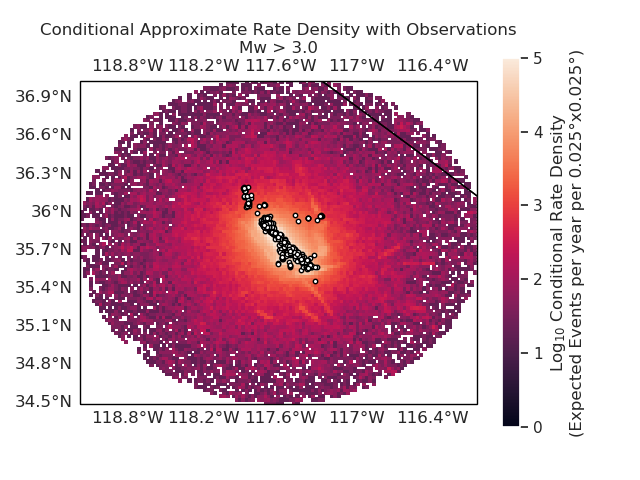 Conditional Approximate Rate Density with Observations
Mw > 3.0
118.8°W 118.2°W 117.6°W 117°W 116.4°W
36.9°N
36.6°N
36.3°N
36°N
35.7°N
35.4°N
35.1°N
34.8°N
34.5°N
118.8°W 118.2°W 117.6°W 117°W 116.4°W
5
4
3
2
1
0
Log₁₀ Conditional Rate Density
(Expected Events per year per 0.025°x0.025°)